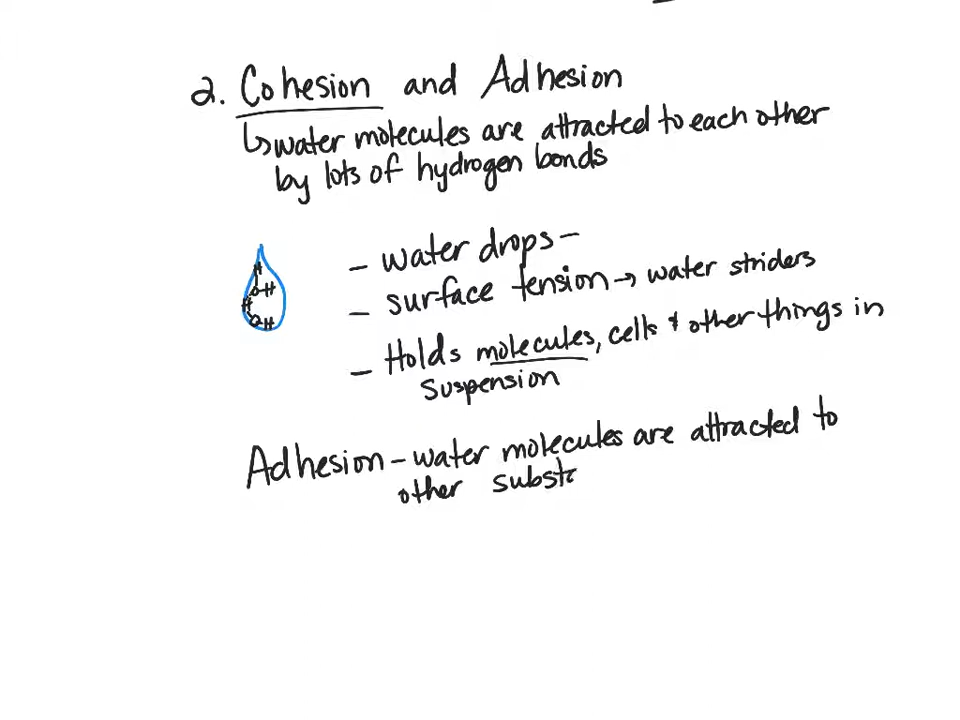 2. Cohesion and Adhesion
↳ water molecules are attracted to each other
by lots of hydrogen bonds
- water drops -
- surface tension → water striders
H
O-H
H
OH
- Holds molecules, cells & other things in
suspension
Adhesion - water molecules are attracted to
other subst